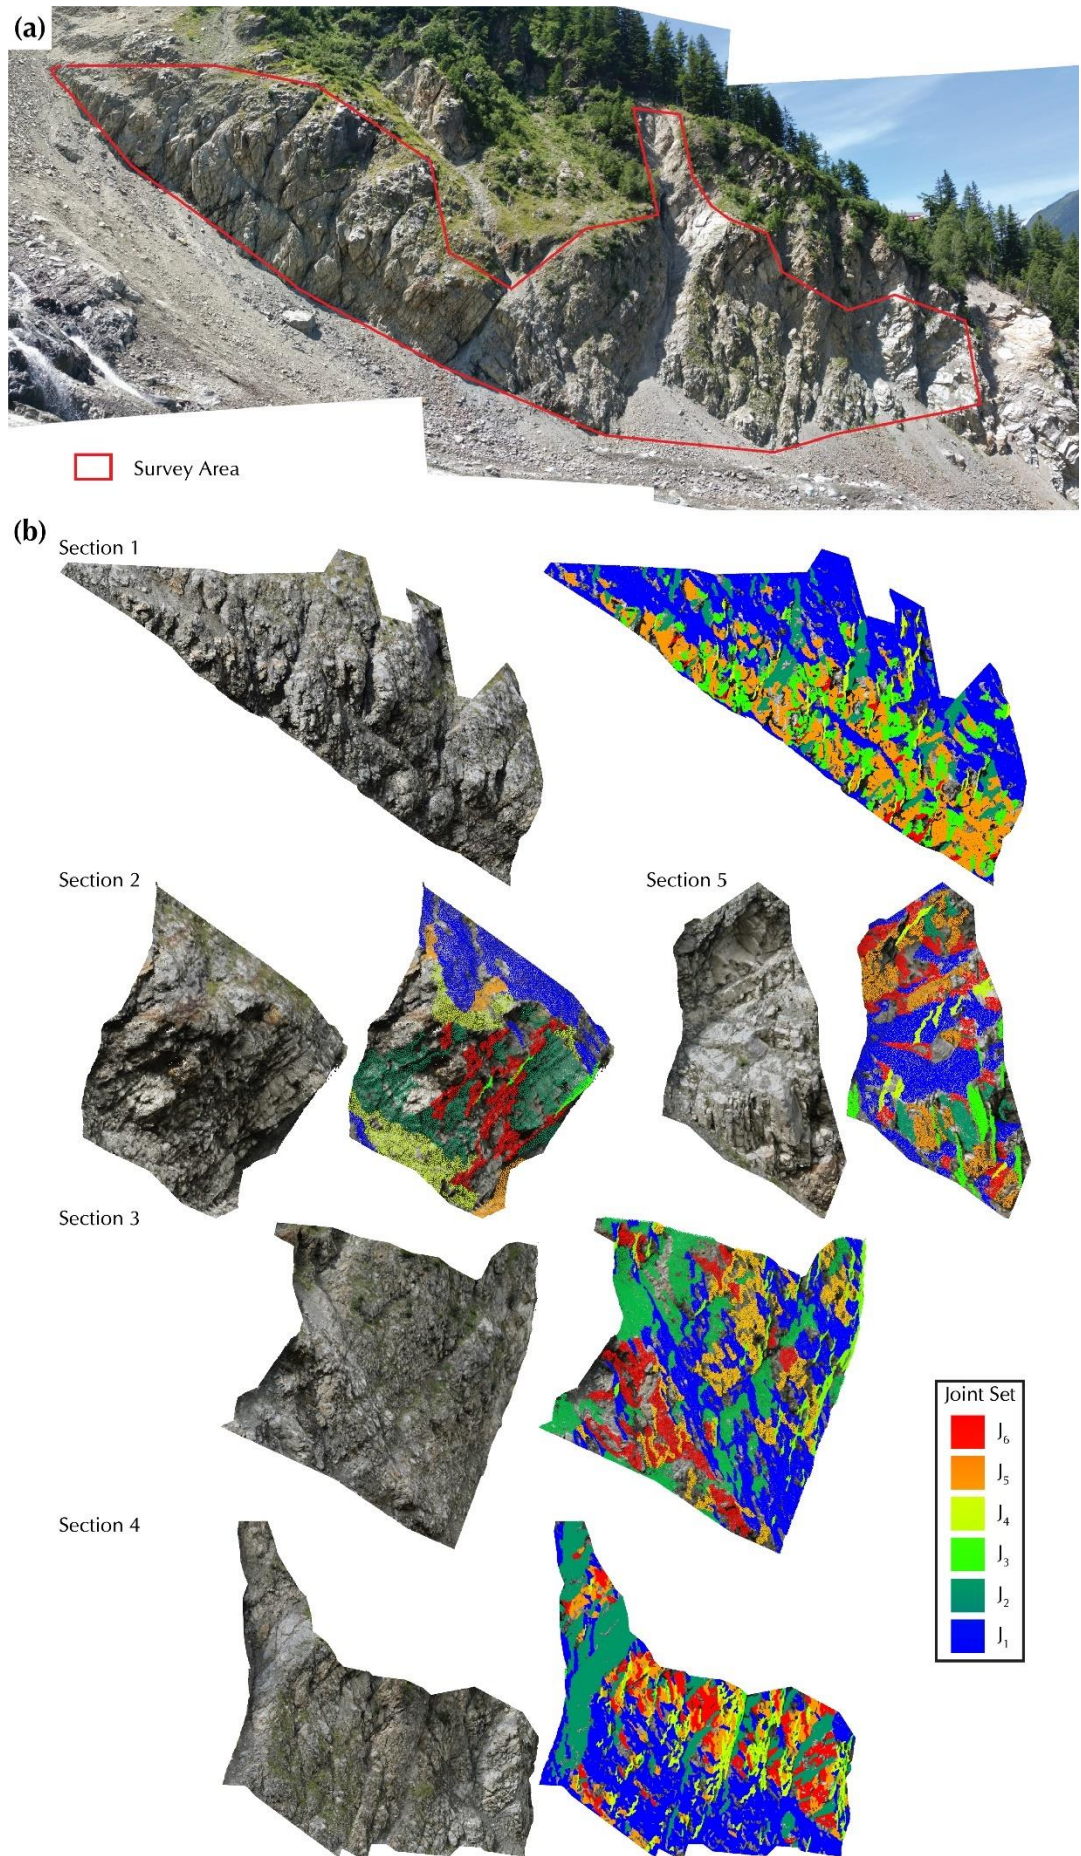 (a)
Survey Area
(b)
Section 1
Section 2
Section 5
Section 3
Section 4
Joint Set
J₆
J₅
J₄
J₃
J₂
J₁